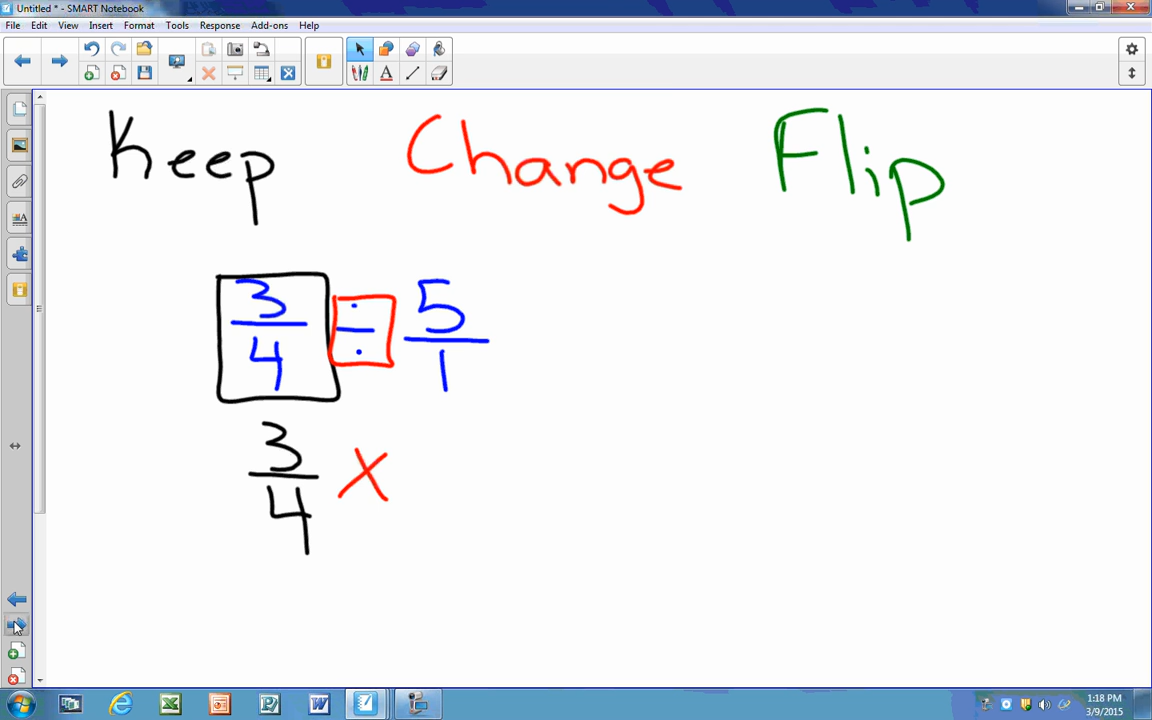 Untitled * - SMART Notebook
File Edit View Insert Format Tools Response Add-ons Help
Keep Change Flip
3/4 ÷ 5/1
3/4 x
1:18 PM
3/9/2015